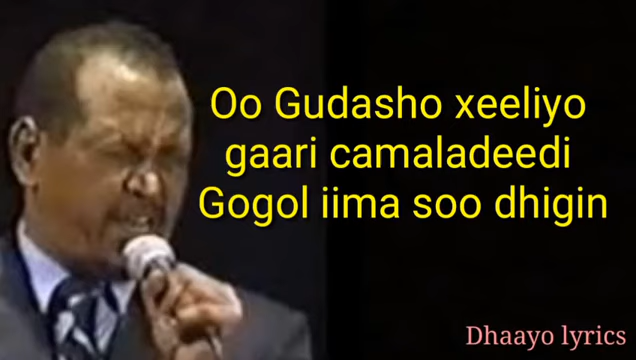 Oo Gudasho xeeliyo
gaari camaladeedi
Gogol iima soo dhigin
Dhaayo lyrics